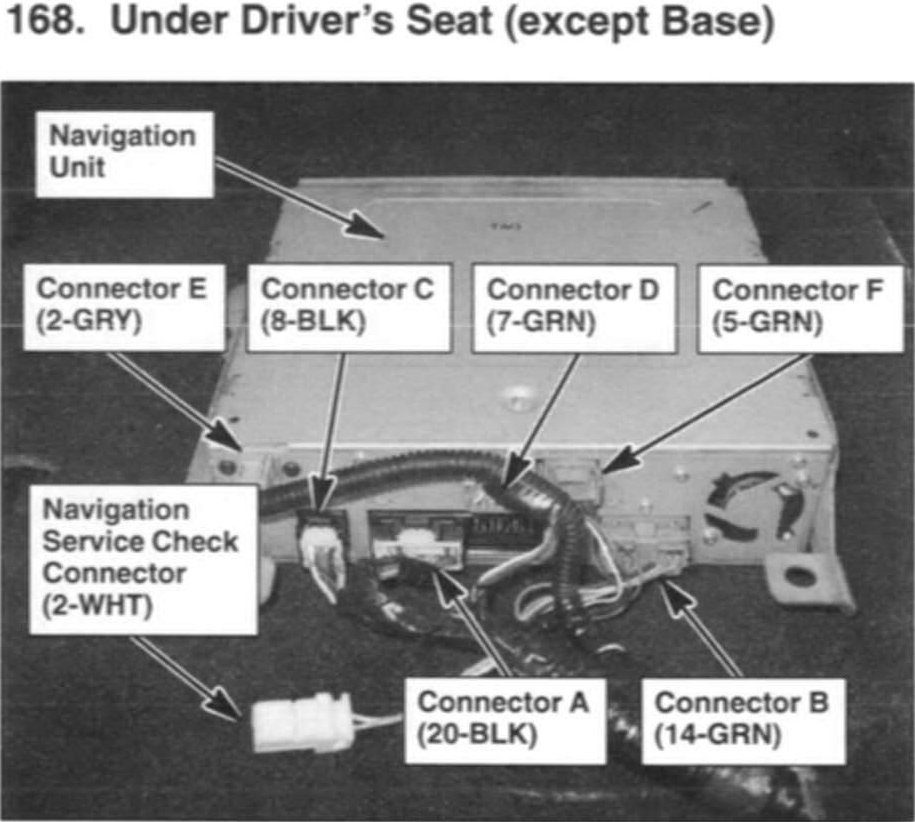 168. Under Driver's Seat (except Base)
Navigation
Unit
Connector E
(2-GRY)
Connector C
(8-BLK)
Connector D
(7-GRN)
Connector F
(5-GRN)
Navigation
Service Check
Connector
(2-WHT)
Connector A
(20-BLK)
Connector B
(14-GRN)